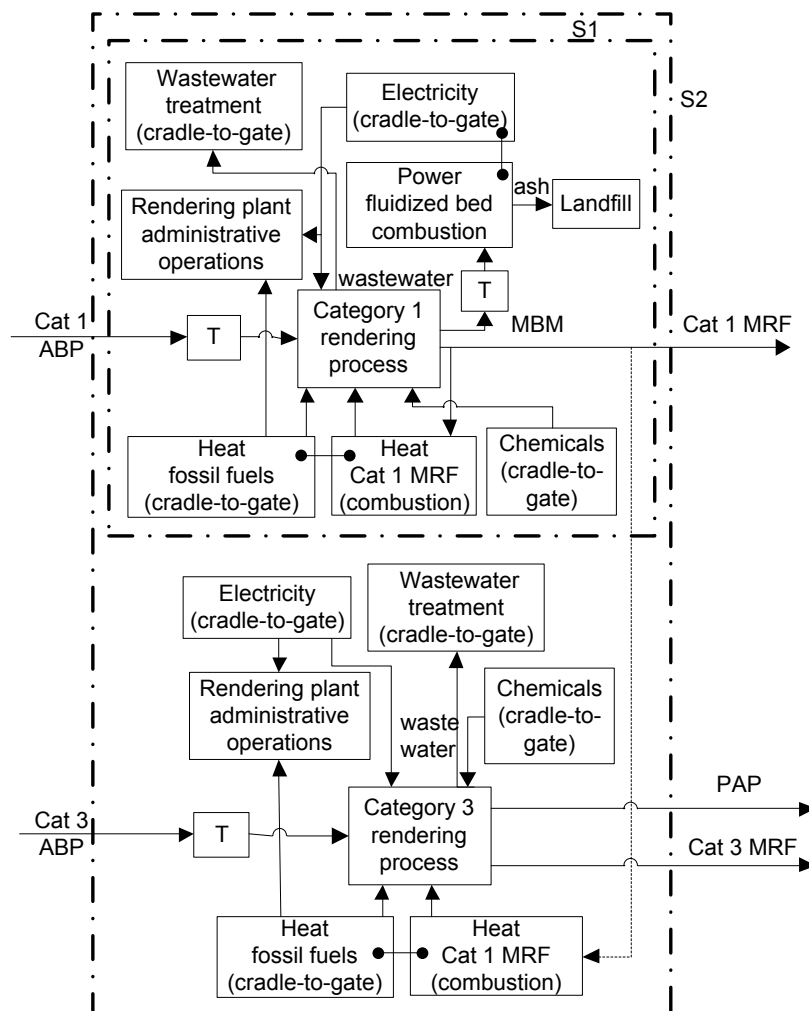 S1
S2
Wastewater
treatment
(cradle-to-gate)
Electricity
(cradle-to-gate)
Rendering plant
administrative
operations
Power
fluidized bed
combustion
ash
Landfill
wastewater
T
MBM
Cat 1
ABP
T
Category 1
rendering
process
Cat 1 MRF
Heat
fossil fuels
(cradle-to-gate)
Heat
Cat 1 MRF
(combustion)
Chemicals
(cradle-to-
gate)
Electricity
(cradle-to-gate)
Wastewater
treatment
(cradle-to-gate)
Rendering plant
administrative
operations
Chemicals
(cradle-to-
gate)
waste
water
Cat 3
ABP
T
Category 3
rendering
process
PAP
Cat 3 MRF
Heat
fossil fuels
(cradle-to-gate)
Heat
Cat 1 MRF
(combustion)